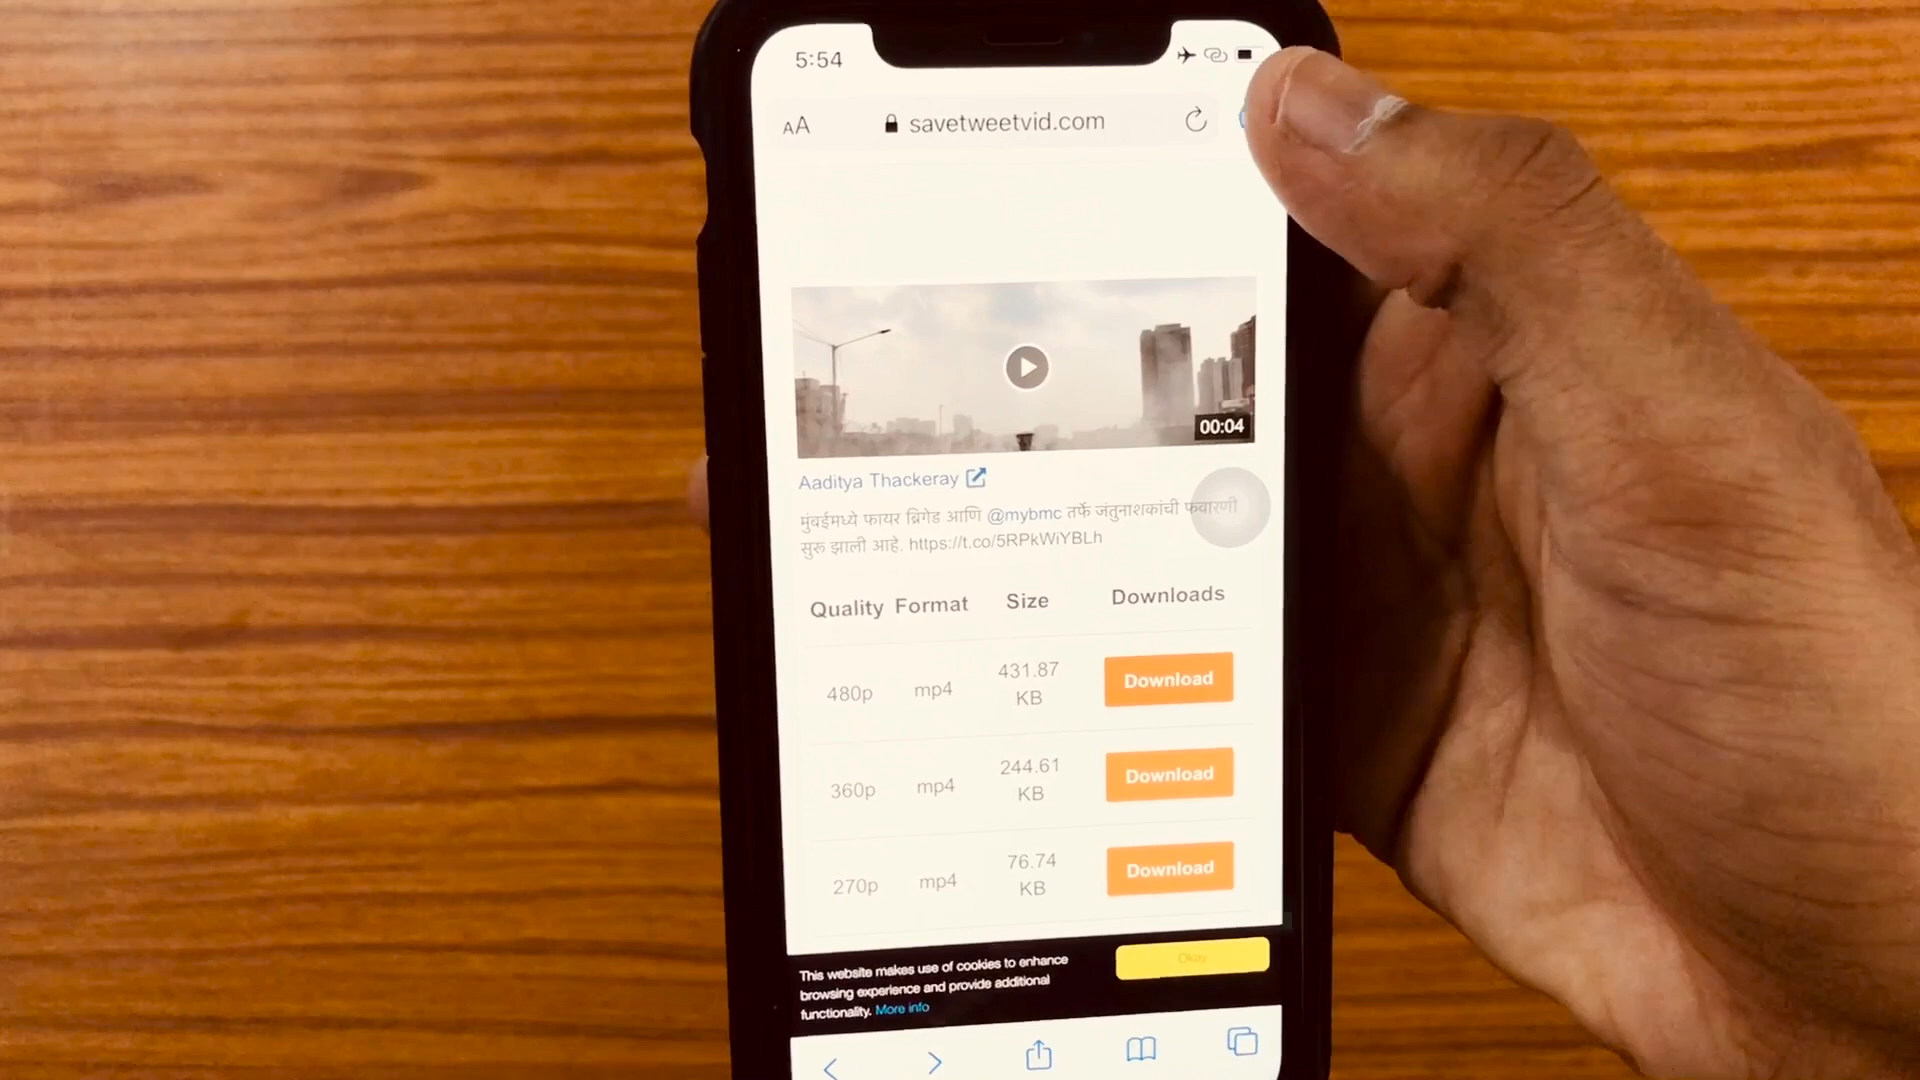 5:54
AA savetweetvid.com
00:04
Aaditya Thackeray
मुंबईमध्ये फायर ब्रिगेड आणि @mybmc तर्फे जंतुनाशकांची फवारणी
सुरू झाली आहे. https://t.co/5RPkWiYBLh
Quality Format Size Downloads
480p mp4 431.87 KB Download
360p mp4 244.61 KB Download
270p mp4 76.74 KB Download
This website makes use of cookies to enhance
browsing experience and provide additional
functionality. More info
Okay